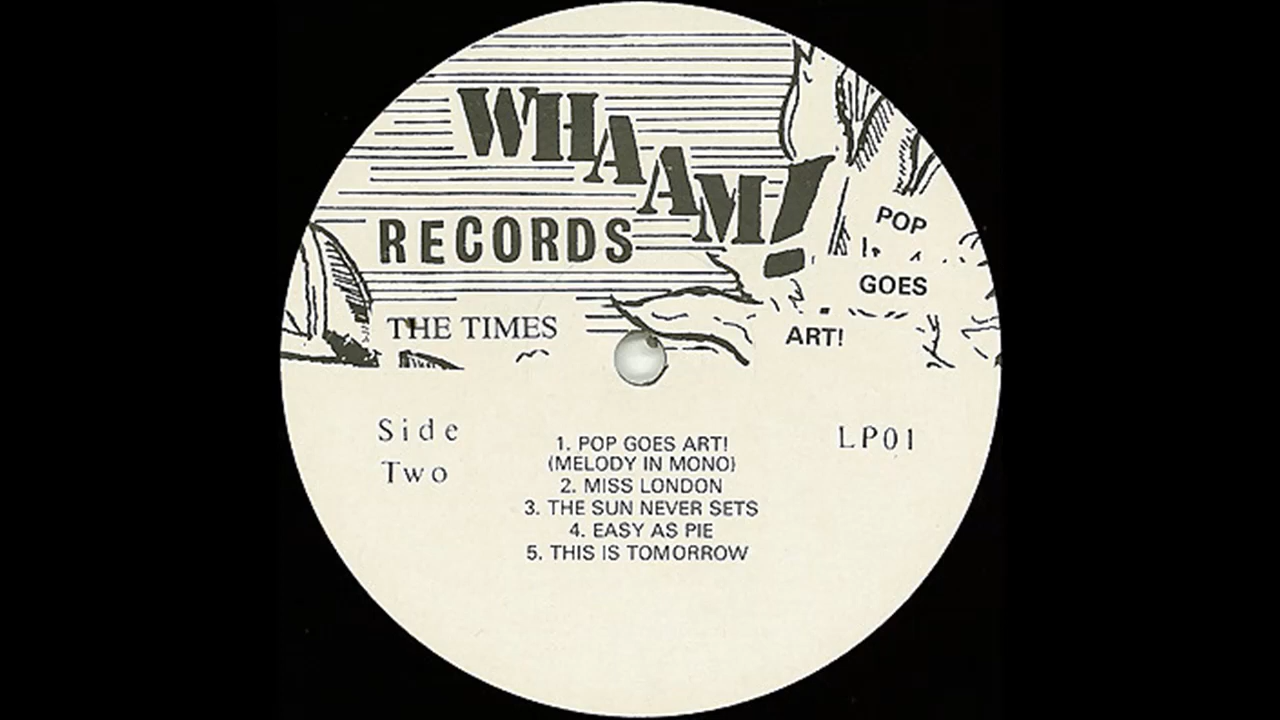 WHAAM!
RECORDS
POP
GOES
ART!
THE TIMES
Side
Two
LP01
1. POP GOES ART!
(MELODY IN MONO)
2. MISS LONDON
3. THE SUN NEVER SETS
4. EASY AS PIE
5. THIS IS TOMORROW